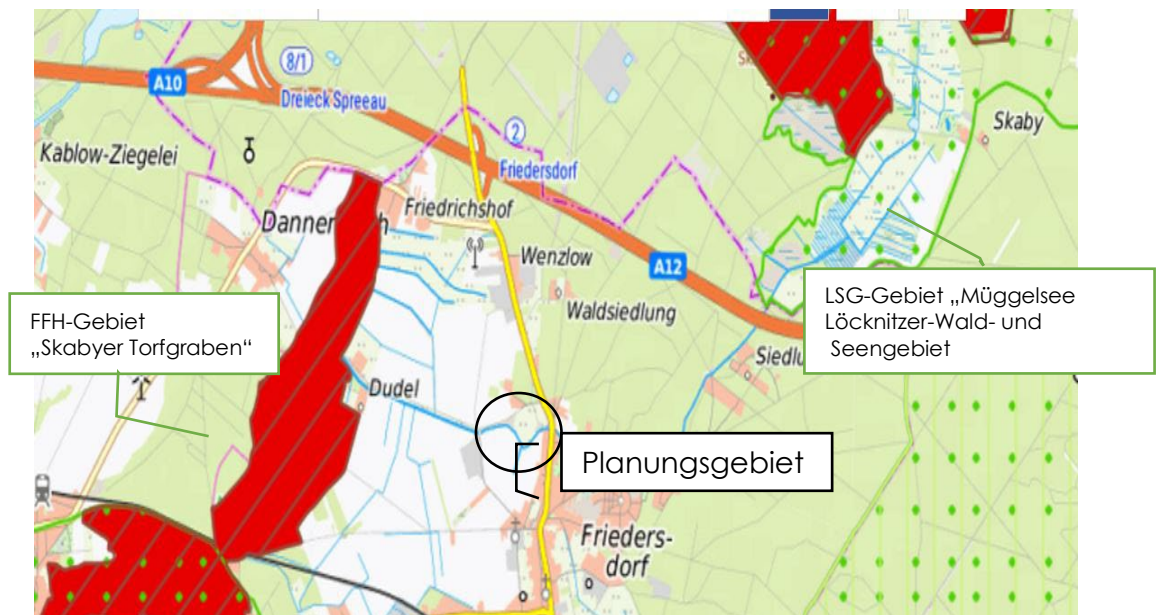 8/1
A10
Dreieck Spreeau
Skaby
2
Kablow-Ziegelei
Friedersdorf
Friedrichshof
Wenzlow
A12
Waldsiedlung
FFH-Gebiet
„Skabyer Torfgraben“
LSG-Gebiet „Müggelsee
Löcknitzer-Wald- und
Seengebiet
Dudel
Planungsgebiet
Frieders-
dorf